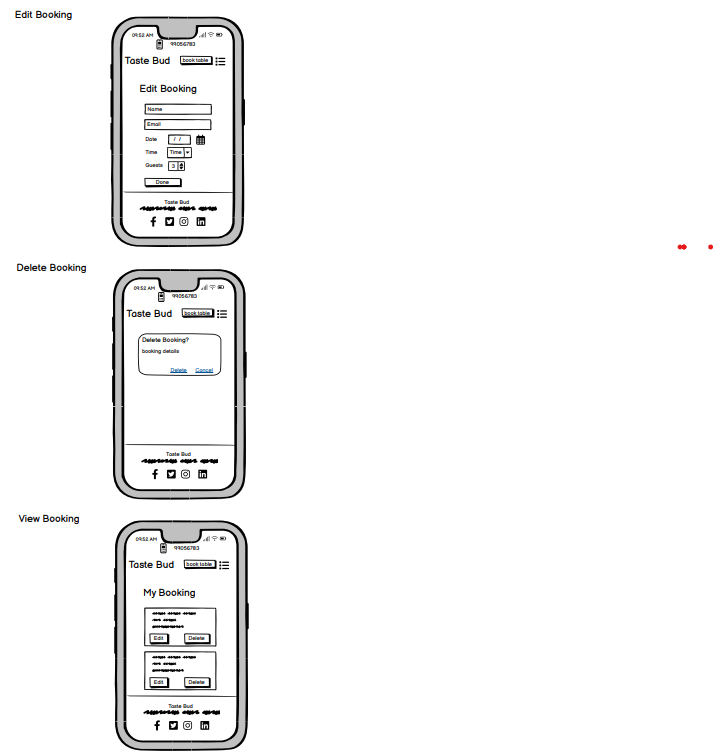 Edit Booking
09:52 AM
99056783
Taste Bud
book table
Edit Booking
Name
Email
Date / /
Time Time
Guests 3
Done
Taste Bud
Delete Booking
09:52 AM
99056783
Taste Bud
book table
Delete Booking?
booking details
Delete Cancel
Taste Bud
View Booking
09:52 AM
99056783
Taste Bud
book table
My Booking
Edit Delete
Edit Delete
Taste Bud